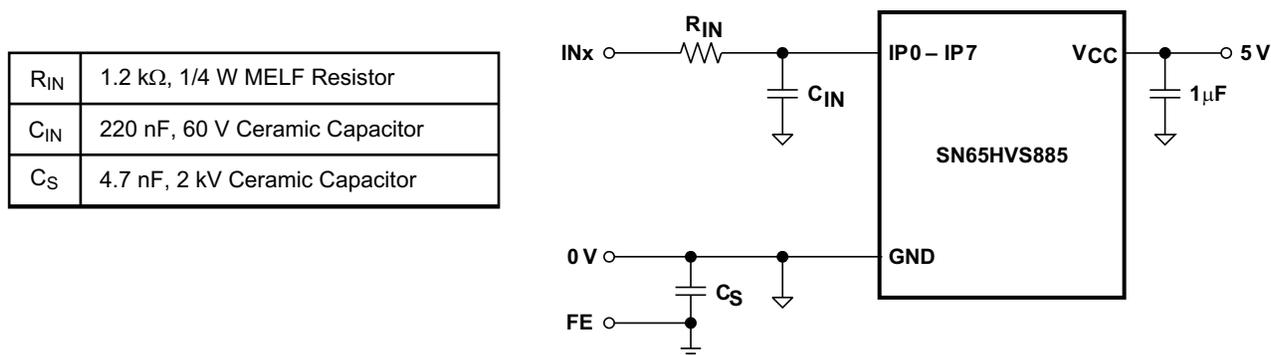 R_IN 1.2 kΩ, 1/4 W MELF Resistor
C_IN 220 nF, 60 V Ceramic Capacitor
C_S 4.7 nF, 2 kV Ceramic Capacitor
R_IN
INx
IP0 – IP7
V_CC
5 V
C_IN
1μF
SN65HVS885
0 V
GND
C_S
FE